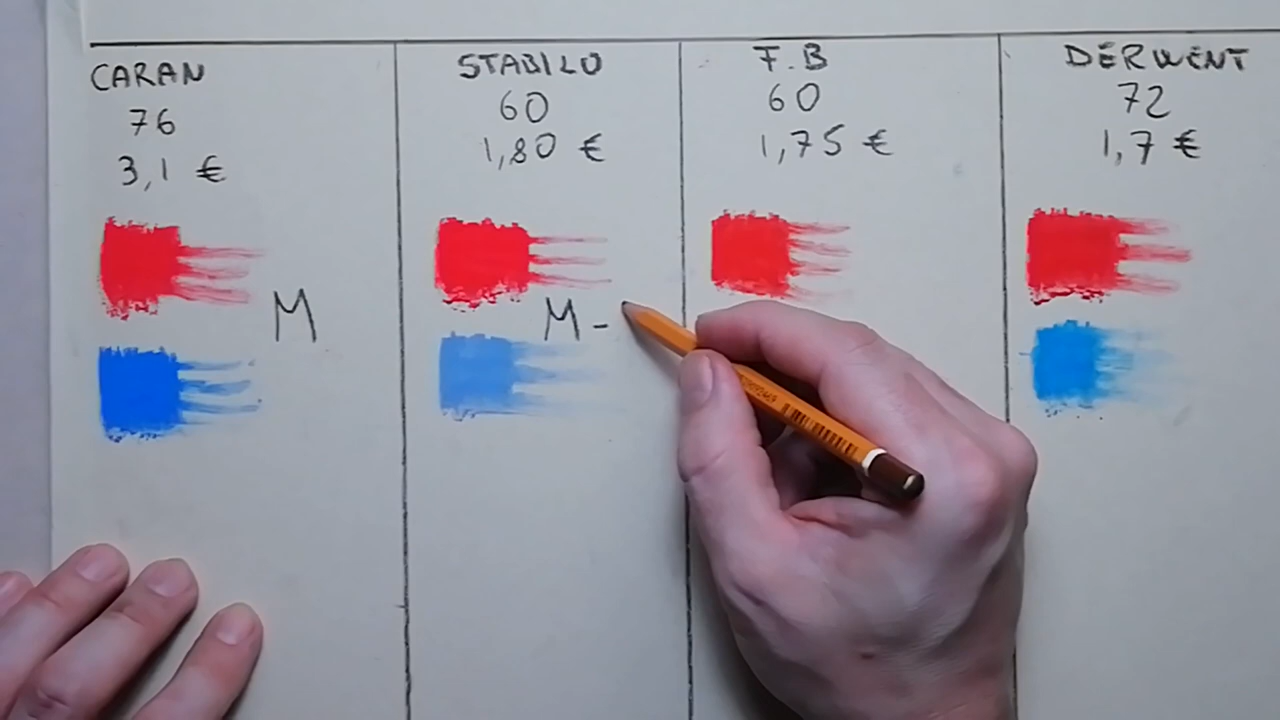 CARAN
76
3,1 €
STABILO
60
1,80 €
F.B
60
1,75 €
DERWENT
72
1,7 €
M
M-